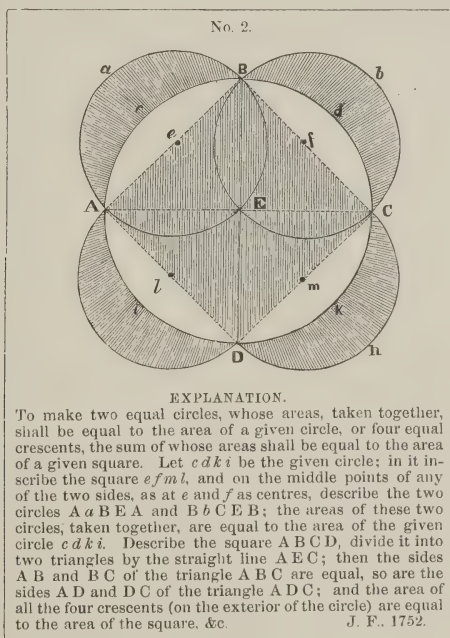 No. 2.
a
B
b
c
d
e
f
A
E
C
l
m
i
k
D
h
EXPLANATION.
To make two equal circles, whose areas, taken together,
shall be equal to the area of a given circle, or four equal
crescents, the sum of whose areas shall be equal to the area
of a given square. Let c d k i be the given circle; in it in-
scribe the square e f m l, and on the middle points of any
of the two sides, as at e and f as centres, describe the two
circles A a B E A and B b C E B; the areas of these two
circles, taken together, are equal to the area of the given
circle c d k i. Describe the square A B C D, divide it into
two triangles by the straight line A E C; then the sides
A B and B C of the triangle A B C are equal, so are the
sides A D and D C of the triangle A D C; and the area of
all the four crescents (on the exterior of the circle) are equal
to the area of the square, &c. J. F., 1752.